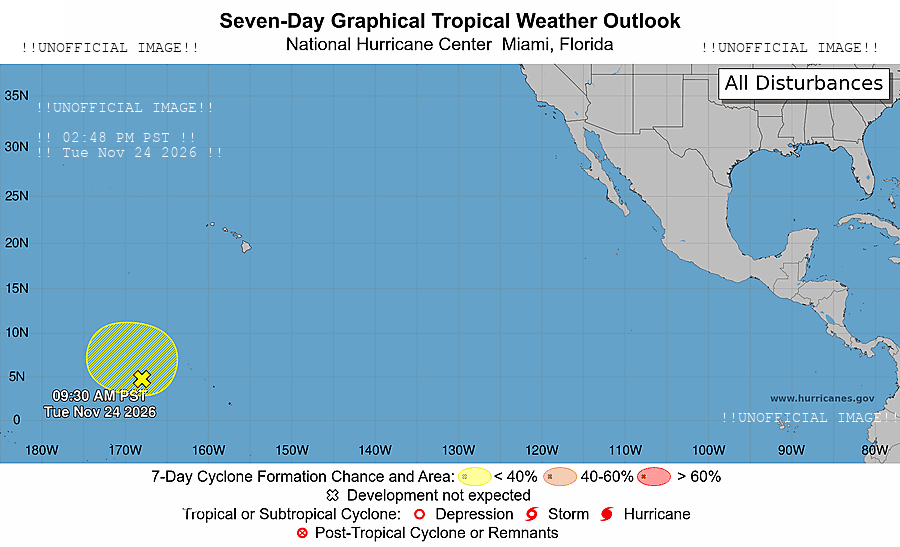 Seven-Day Graphical Tropical Weather Outlook
National Hurricane Center  Miami, Florida
!!UNOFFICIAL IMAGE!!
!!UNOFFICIAL IMAGE!!
All Disturbances
35N
!!UNOFFICIAL IMAGE!!
!! 02:48 PM PST !!
30N
!! Tue Nov 24 2026 !!
25N
20N
15N
10N
5N
09:30 AM PST
Tue Nov 24 2026
www.hurricanes.gov
0
!!UNOFFICIAL IMAGE!!
180W 170W 160W 150W 140W 130W 120W 110W 100W 90W 80W
7-Day Cyclone Formation Chance and Area: < 40% 40-60% > 60%
Development not expected
Tropical or Subtropical Cyclone: Depression Storm Hurricane
Post-Tropical Cyclone or Remnants